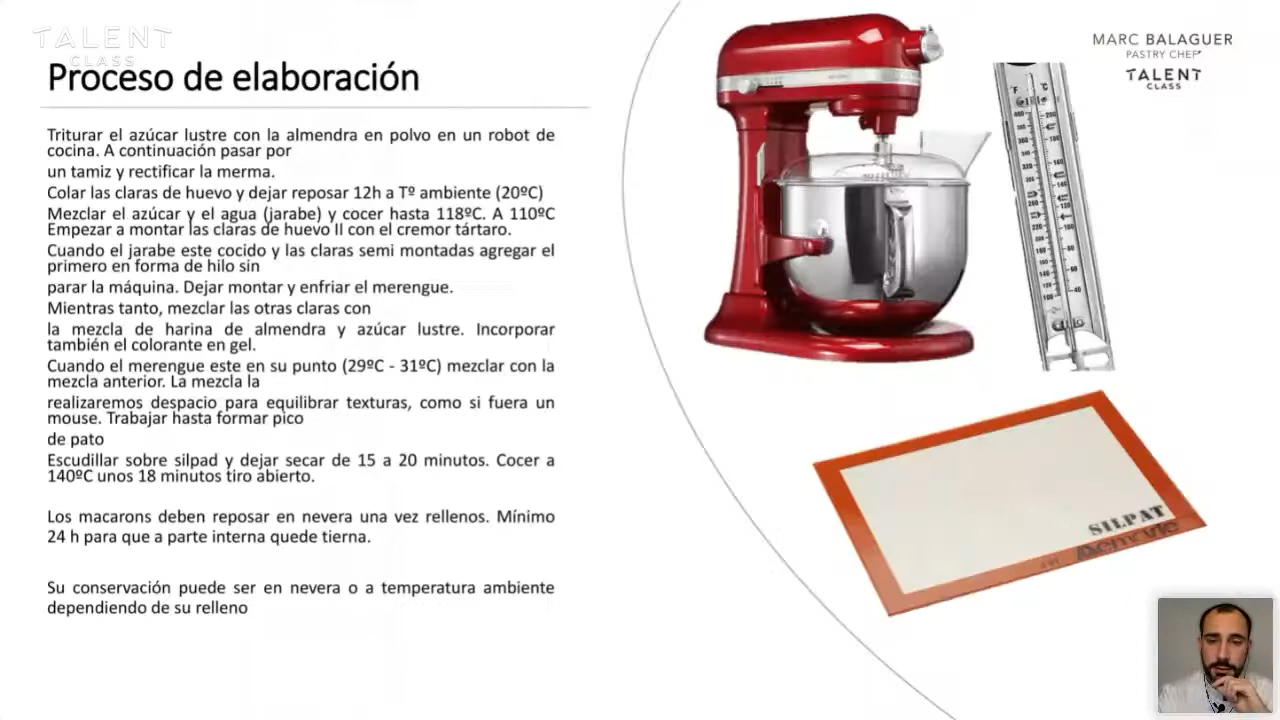 TALENT
CLASS
Proceso de elaboración
Triturar el azúcar lustre con la almendra en polvo en un robot de
cocina. A continuación pasar por
un tamiz y rectificar la merma.
Colar las claras de huevo y dejar reposar 12h a Tº ambiente (20ºC)
Mezclar el azúcar y el agua (jarabe) y cocer hasta 118ºC. A 110ºC
Empezar a montar las claras de huevo II con el cremor tártaro.
Cuando el jarabe este cocido y las claras semi montadas agregar el
primero en forma de hilo sin
parar la máquina. Dejar montar y enfriar el merengue.
Mientras tanto, mezclar las otras claras con
la mezcla de harina de almendra y azúcar lustre. Incorporar
también el colorante en gel.
Cuando el merengue este en su punto (29ºC - 31ºC) mezclar con la
mezcla anterior. La mezcla la
realizaremos despacio para equilibrar texturas, como si fuera un
mouse. Trabajar hasta formar pico
de pato
Escudillar sobre silpad y dejar secar de 15 a 20 minutos. Cocer a
140ºC unos 18 minutos tiro abierto.
Los macarons deben reposar en nevera una vez rellenos. Mínimo
24 h para que a parte interna quede tierna.
Su conservación puede ser en nevera o a temperatura ambiente
dependiendo de su relleno
MARC BALAGUER
PASTRY CHEF
TALENT
CLASS
°F °C
SILPAT
Demarle